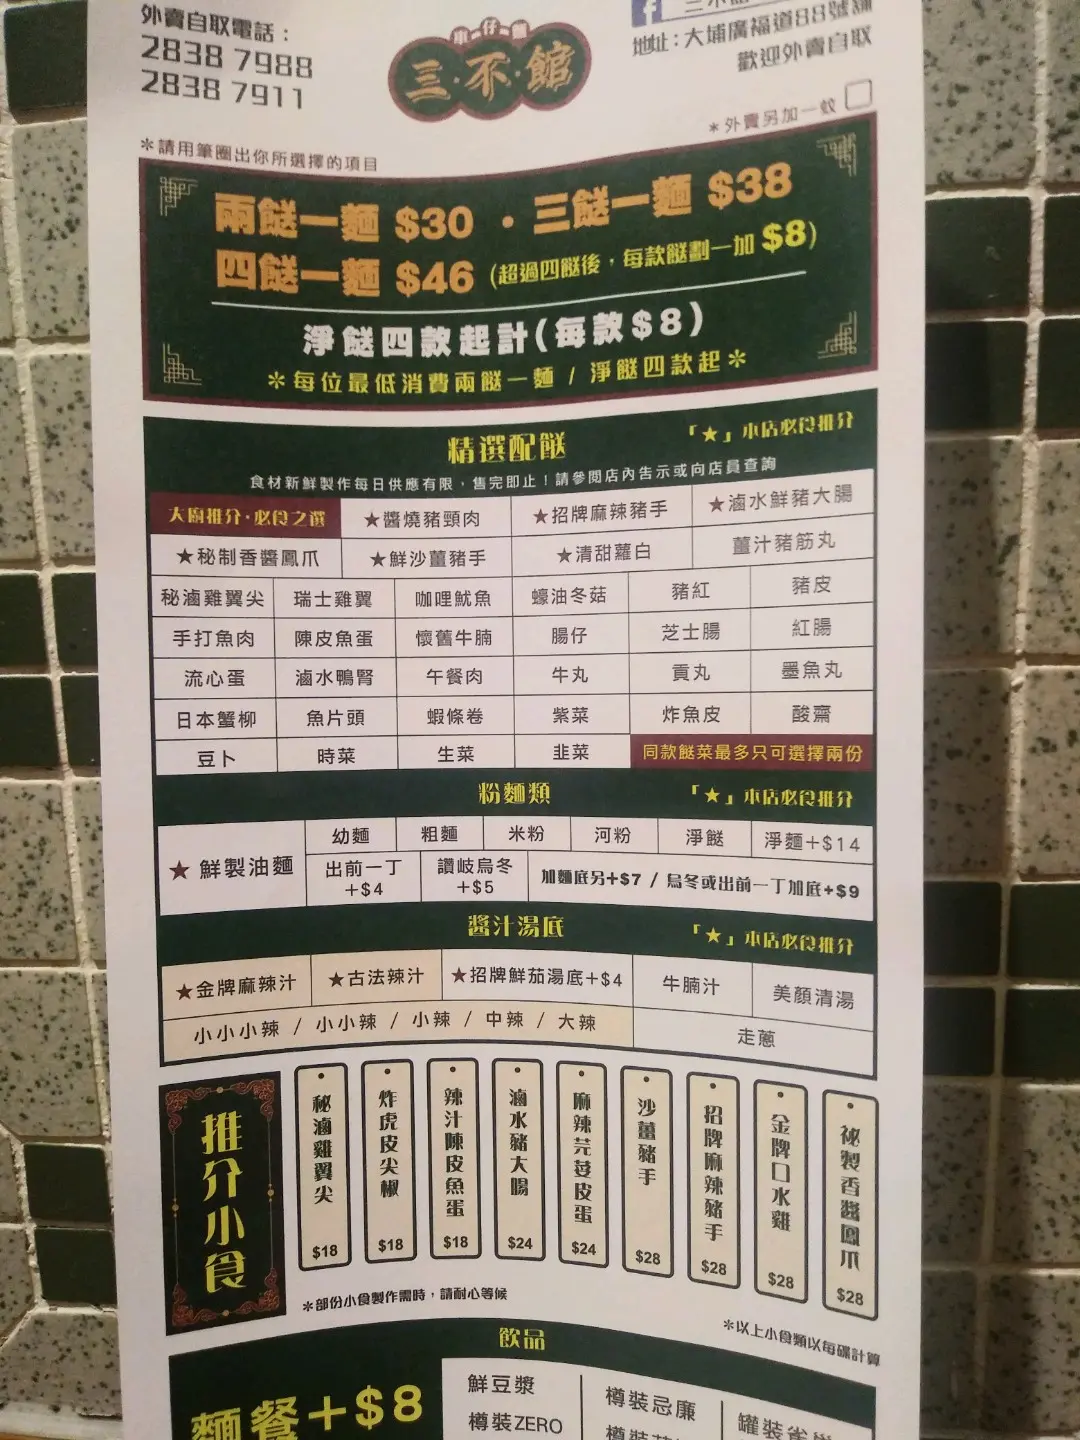 外賣自取電話：
2838 7988
2838 7911
車仔麵
三·不·館
f
地址：大埔廣福道88號舖
歡迎外賣自取
＊外賣另加一蚊
＊請用筆圈出你所選擇的項目
兩餸一麵 $30 · 三餸一麵 $38
四餸一麵 $46 (超過四餸後，每款餸劃一加 $8)
淨餸四款起計(每款$8)
＊每位最低消費兩餸一麵 / 淨餸四款起＊
精選配餸 「★」本店必食推介
食材新鮮製作每日供應有限，售完即止！請參閱店內告示或向店員查詢
大廚推介·必食之選 ★醬燒豬頸肉 ★招牌麻辣豬手 ★滷水鮮豬大腸
★秘制香醬鳳爪 ★鮮沙薑豬手 ★清甜蘿白 薑汁豬筋丸
秘滷雞翼尖 瑞士雞翼 咖哩魷魚 蠔油冬菇 豬紅 豬皮
手打魚肉 陳皮魚蛋 懷舊牛腩 腸仔 芝士腸 紅腸
流心蛋 滷水鴨腎 午餐肉 牛丸 貢丸 墨魚丸
日本蟹柳 魚片頭 蝦條卷 紫菜 炸魚皮 酸齋
豆卜 時菜 生菜 韭菜 同款餸菜最多只可選擇兩份
粉麵類 「★」本店必食推介
★ 鮮製油麵 幼麵 粗麵 米粉 河粉 淨餸 淨麵+$14
出前一丁+$4 讚岐烏冬+$5 加麵底另+$7 / 烏冬或出前一丁加底+$9
醬汁湯底 「★」本店必食推介
★金牌麻辣汁 ★古法辣汁 ★招牌鮮茄湯底+$4 牛腩汁 美顏清湯
小小小辣 / 小小辣 / 小辣 / 中辣 / 大辣 走蔥
推介小食
秘滷雞翼尖 $18
炸虎皮尖椒 $18
辣汁陳皮魚蛋 $18
滷水豬大腸 $24
麻辣芫荽皮蛋 $24
沙薑豬手 $28
招牌麻辣豬手 $28
金牌口水雞 $28
祕製香醬鳳爪 $28
＊部份小食製作需時，請耐心等候
＊以上小食類以每碟計算
飲品
麵餐+$8
鮮豆漿 樽裝忌廉
樽裝ZERO 樽裝
罐裝